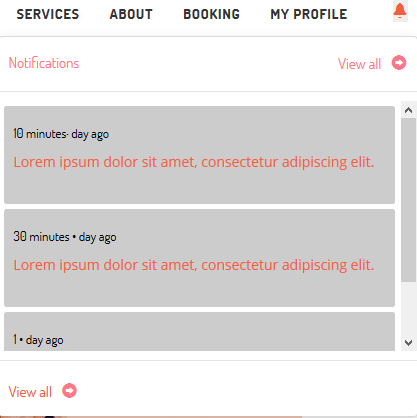 SERVICES ABOUT BOOKING MY PROFILE
Notifications View all
10 minutes· day ago
Lorem ipsum dolor sit amet, consectetur adipiscing elit.
30 minutes • day ago
Lorem ipsum dolor sit amet, consectetur adipiscing elit.
1 • day ago
View all